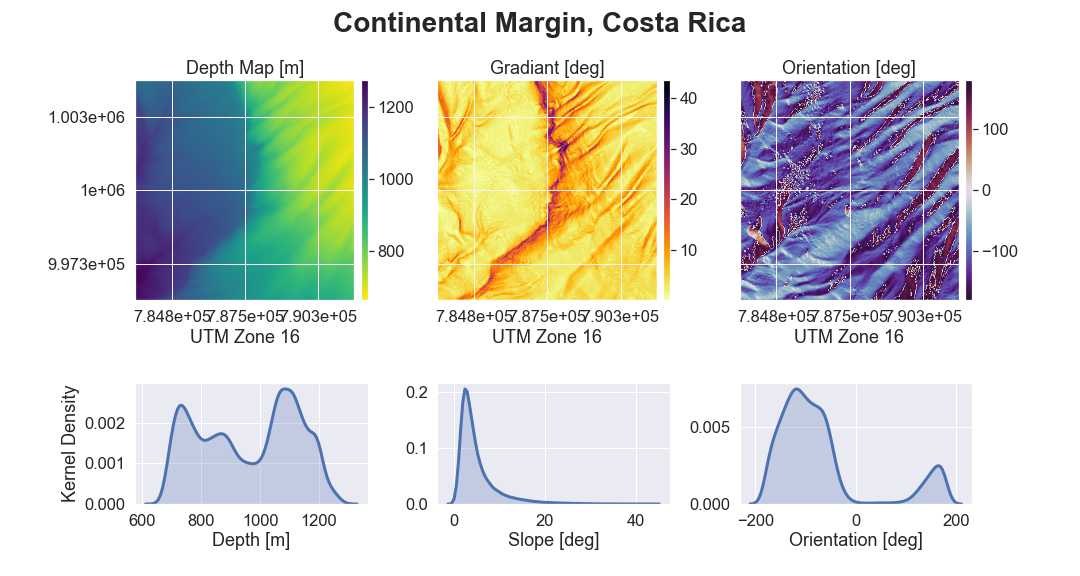 Continental Margin, Costa Rica
Depth Map [m]
Gradiant [deg]
Orientation [deg]
1.003e+06
1e+06
9.973e+05
1200
1000
800
40
30
20
10
100
0
−100
7.848e+05 7.875e+05 7.903e+05
7.848e+05 7.875e+05 7.903e+05
7.848e+05 7.875e+05 7.903e+05
UTM Zone 16
UTM Zone 16
UTM Zone 16
Kernel Density
0.002
0.001
0.000
600 800 1000 1200
Depth [m]
0.2
0.1
0.0
0 20 40
Slope [deg]
0.005
0.000
−200 0 200
Orientation [deg]